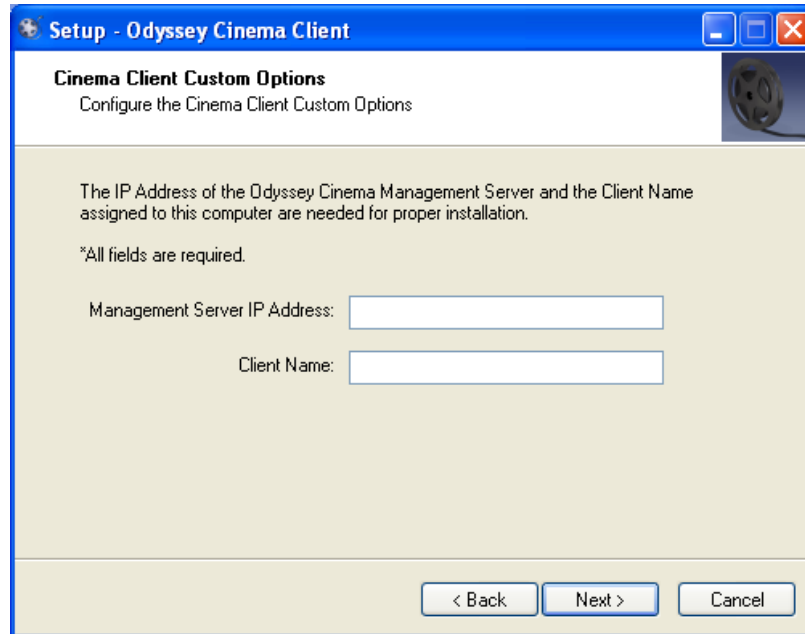 Setup - Odyssey Cinema Client
Cinema Client Custom Options
Configure the Cinema Client Custom Options
The IP Address of the Odyssey Cinema Management Server and the Client Name
assigned to this computer are needed for proper installation.
*All fields are required.
Management Server IP Address:
Client Name:
< Back Next > Cancel